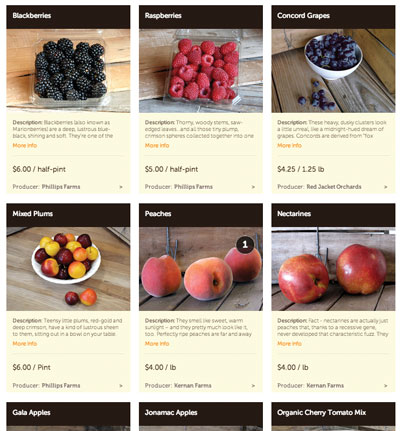 Blackberries
Description: Blackberries (also known as
Marionberries) are a deep, lustrous blue-
black, shining and soft. They're one of the
More info
$6.00 / half-pint
Producer: Phillips Farms >
Raspberries
Description: Thorny, woody stems, saw-
edged leaves...and all those tiny, plump,
crimson spheres collected together into one
More info
$5.00 / half-pint
Producer: Phillips Farms >
Concord Grapes
Description: These heavy, dusky clusters look
a little unreal, like a midnight-hued dream of
grapes. Concords are derived from "fox
More info
$4.25 / 1.25 lb
Producer: Red Jacket Orchards >
Mixed Plums
Description: Teensy little plums, red-gold and
deep crimson, have a kind of lustrous sheen
to them, sitting out in a bowl on your table.
More info
$6.00 / Pint
Producer: Phillips Farms >
Peaches
1
Description: They smell like sweet, warm
sunlight – and they pretty much look like it,
too. Perfectly ripe peaches are far and away
More info
$4.00 / lb
Producer: Kernan Farms >
Nectarines
Description: Fact - nectarines are actually just
peaches that, thanks to a recessive gene,
never developed that characteristic fuzz. They
More info
$4.00 / lb
Producer: Kernan Farms >
Gala Apples
Jonamac Apples
Organic Cherry Tomato Mix